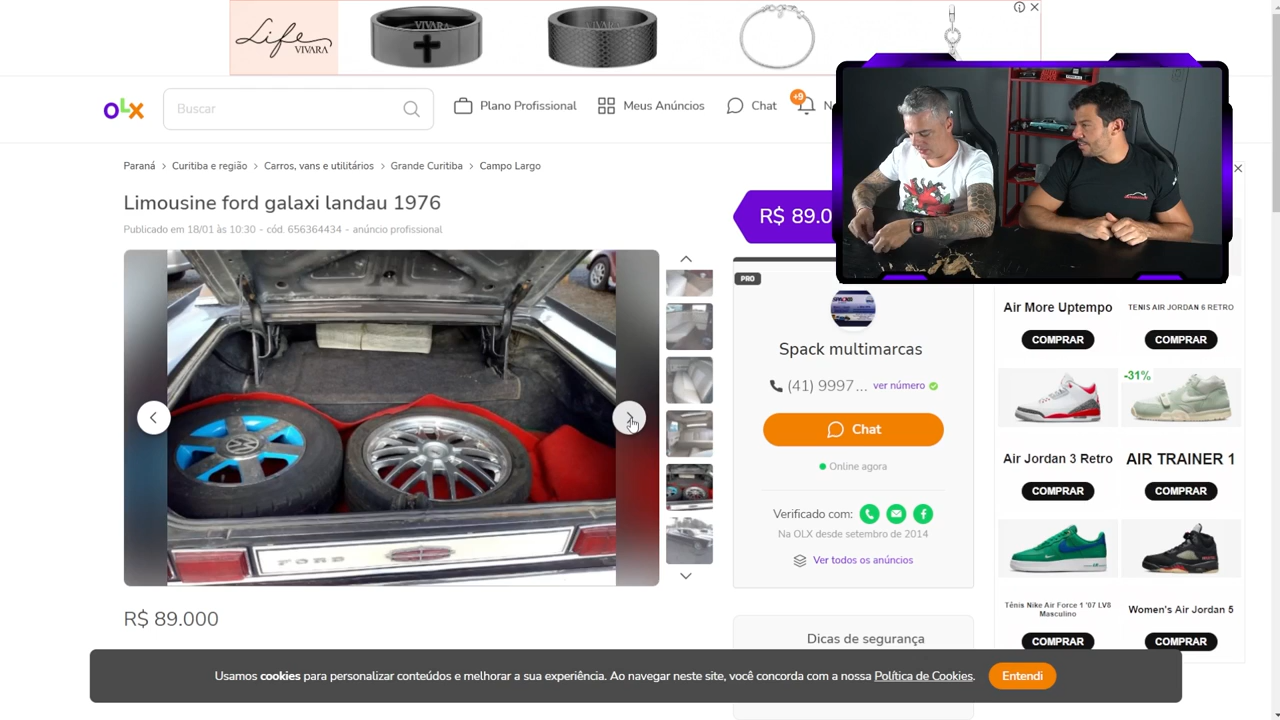 Life
VIVARA
VIVARA
VIVARA
OLX
Buscar
Plano Profissional
Meus Anúncios
Chat
+9
N
Paraná > Curitiba e região > Carros, vans e utilitários > Grande Curitiba > Campo Largo
Limousine ford galaxi landau 1976
Publicado em 18/01 às 10:30 - cód. 656364434 - anúncio profissional
R$ 89.0
FORD
PRO
Spack multimarcas
(41) 9997... ver número
Chat
Online agora
Verificado com:
Na OLX desde setembro de 2014
Ver todos os anúncios
R$ 89.000
Dicas de segurança
Air More Uptempo
TENIS AIR JORDAN 6 RETRO
COMPRAR
COMPRAR
-31%
Air Jordan 3 Retro
AIR TRAINER 1
COMPRAR
COMPRAR
Tênis Nike Air Force 1 '07 LV8
Masculino
Women's Air Jordan 5
COMPRAR
COMPRAR
Usamos cookies para personalizar conteúdos e melhorar a sua experiência. Ao navegar neste site, você concorda com a nossa Política de Cookies.
Entendi